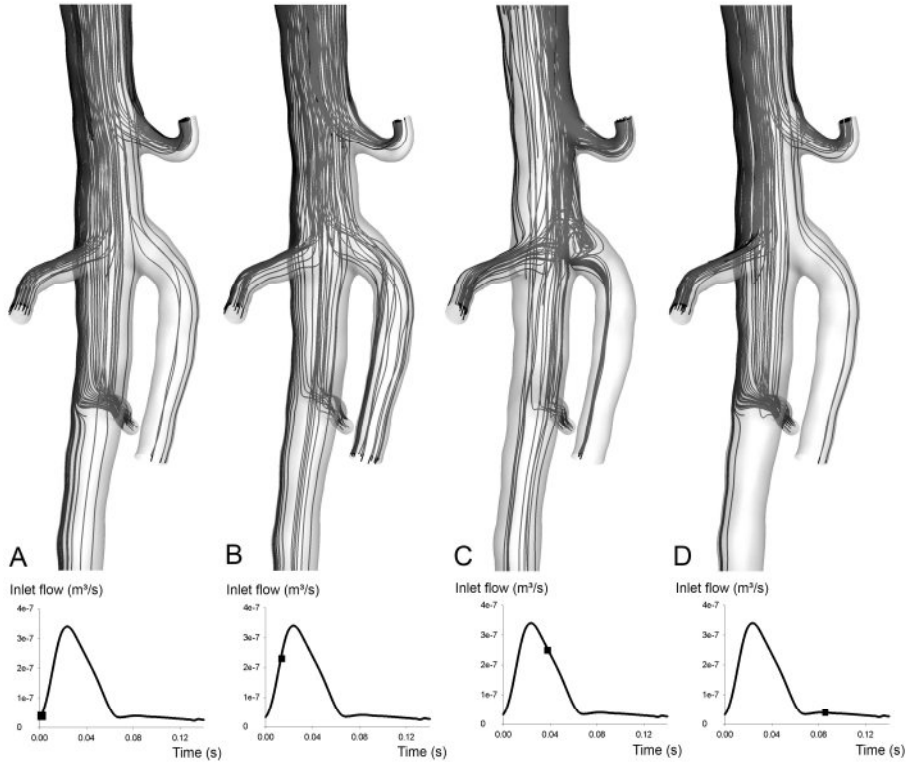 A B C D
Inlet flow (m³/s) Inlet flow (m³/s) Inlet flow (m³/s) Inlet flow (m³/s)
4e-7 4e-7 4e-7 4e-7
3e-7 3e-7 3e-7 3e-7
2e-7 2e-7 2e-7 2e-7
1e-7 1e-7 1e-7 1e-7
0 0 0 0
0.00 0.04 0.08 0.12 0.00 0.04 0.08 0.12 0.00 0.04 0.08 0.12 0.00 0.04 0.08 0.12
Time (s) Time (s) Time (s) Time (s)